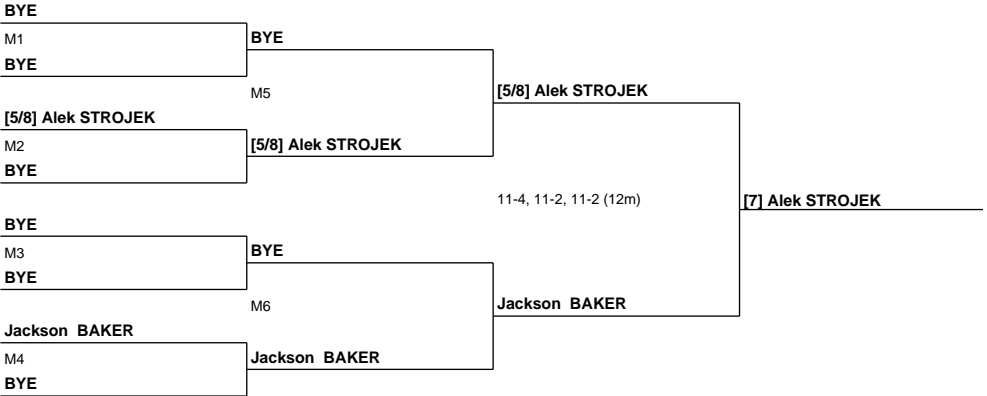 BYE
M1
BYE
BYE
M5
[5/8] Alek STROJEK
[5/8] Alek STROJEK
M2
[5/8] Alek STROJEK
BYE
11-4, 11-2, 11-2 (12m)
[7] Alek STROJEK
BYE
M3
BYE
BYE
M6
Jackson BAKER
Jackson BAKER
M4
Jackson BAKER
BYE